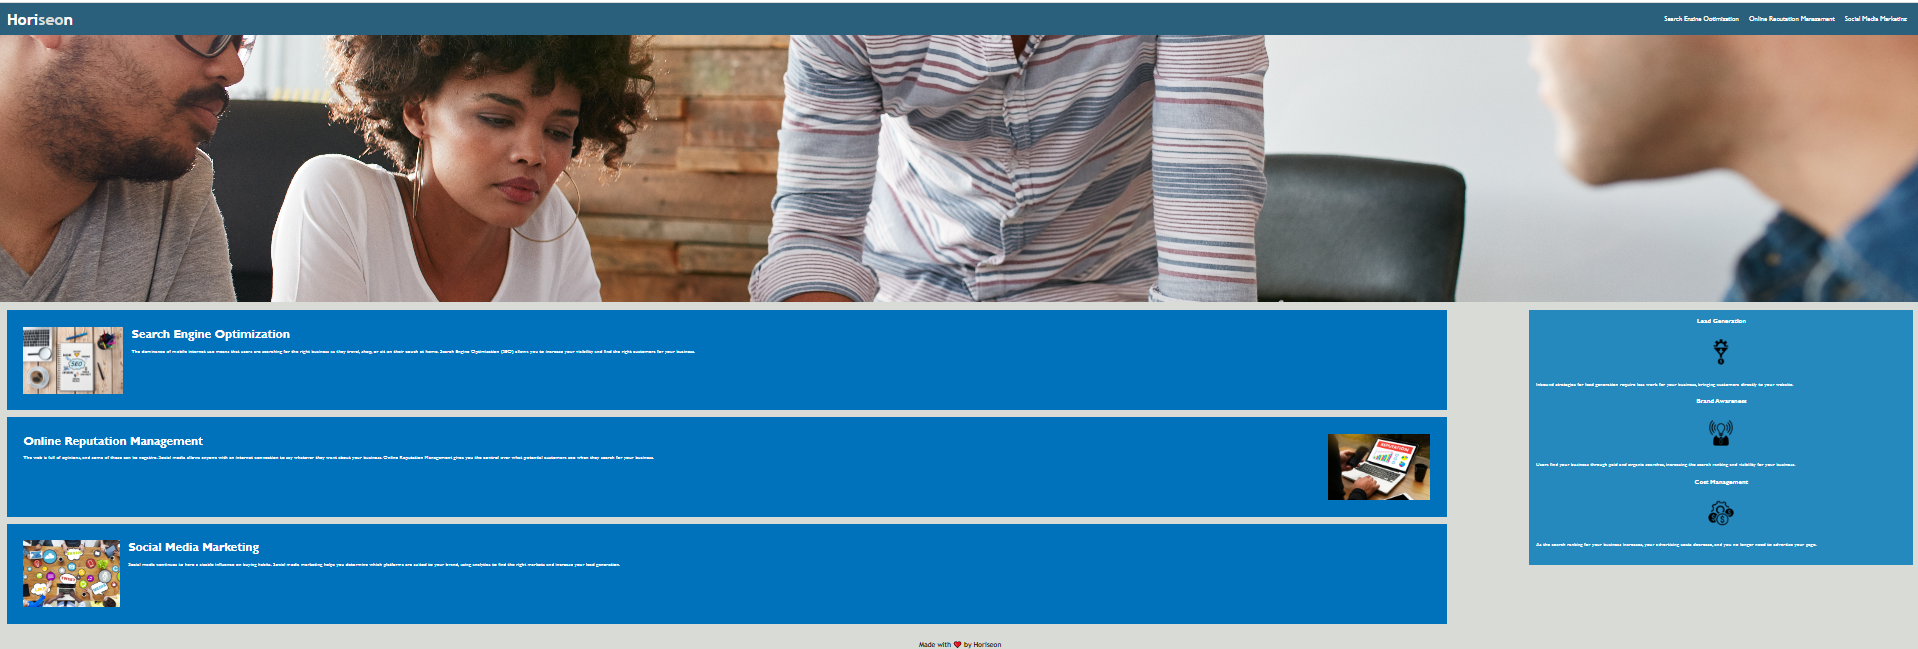 Horiseon
Search Engine Optimization
Online Reputation Management
Social Media Marketing
Search Engine Optimization
The dominance of mobile internet use means that users are searching for the right business as they travel, shop, or sit on their couch at home. Search Engine Optimization (SEO) allows you to increase your visibility and find the right customers for your business.
SEO
Online Reputation Management
The web is full of opinions, and some of these can be negative. Social media allows anyone with an internet connection to say whatever they want about your business. Online Reputation Management gives you the control over what potential customers see when they search for your business.
REPUTATION
Social Media Marketing
Social media continues to have a sizable influence on buying habits. Social media marketing helps you determine which platforms are suited to your brand, using analytics to find the right markets and increase your lead generation.
Lead Generation
Inbound strategies for lead generation require less work for your business, bringing customers directly to your website.
Brand Awareness
Users find your business through paid and organic searches, increasing the search ranking and visibility for your business.
Cost Management
As the search ranking for your business increases, your advertising costs decrease, and you no longer need to advertise your page.
Made with ❤️ by Horiseon